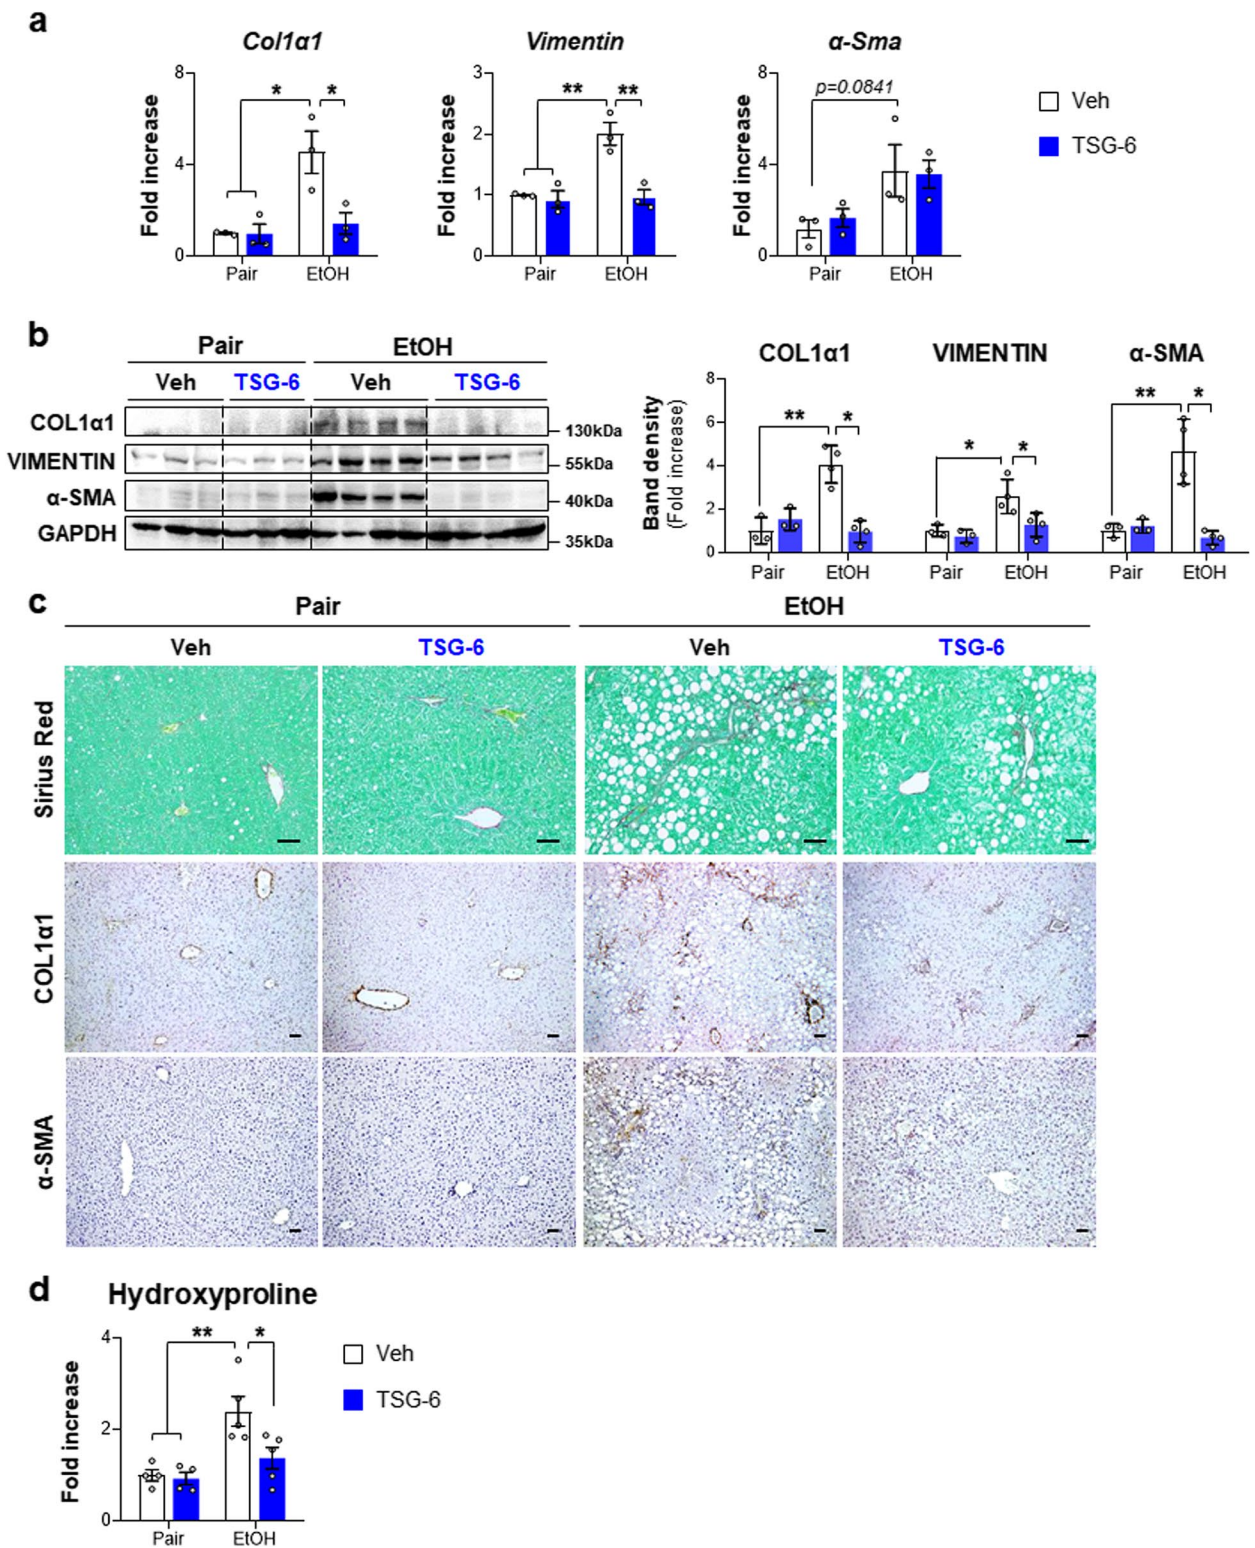 a
Col1α1
Vimentin
α-Sma
Fold increase
8
4
0
*
*
Pair
EtOH
Fold increase
3
2
1
0
**
**
Pair
EtOH
Fold increase
8
4
0
p=0.0841
Pair
EtOH
Veh
TSG-6
b
Pair
EtOH
Veh
TSG-6
Veh
TSG-6
COL1α1
130kDa
VIMENTIN
55kDa
α-SMA
40kDa
GAPDH
35kDa
COL1α1
VIMENTIN
α-SMA
Band density
(Fold increase)
8
6
4
2
0
**
*
*
*
**
*
Pair
EtOH
Pair
EtOH
Pair
EtOH
c
Pair
EtOH
Veh
TSG-6
Veh
TSG-6
Sirius Red
COL1α1
α-SMA
d
Hydroxyproline
Fold increase
4
2
0
**
*
Pair
EtOH
Veh
TSG-6